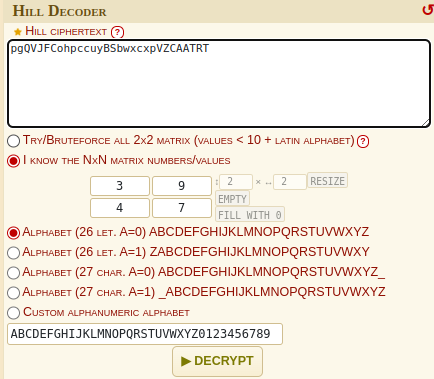 Hill Decoder
★ Hill ciphertext (?)
pgQVJFCohpccuyBSbwxcxpVZCAATRT
Try/Bruteforce all 2x2 matrix (values < 10 + latin alphabet) (?)
I know the NxN matrix numbers/values
3 9 ↕ 2 × ↔ 2 RESIZE
EMPTY
4 7 FILL WITH 0
Alphabet (26 let. A=0) ABCDEFGHIJKLMNOPQRSTUVWXYZ
Alphabet (26 let. A=1) ZABCDEFGHIJKLMNOPQRSTUVWXY
Alphabet (27 char. A=0) ABCDEFGHIJKLMNOPQRSTUVWXYZ_
Alphabet (27 char. A=1) _ABCDEFGHIJKLMNOPQRSTUVWXYZ
Custom alphanumeric alphabet
ABCDEFGHIJKLMNOPQRSTUVWXYZ0123456789
▶ DECRYPT